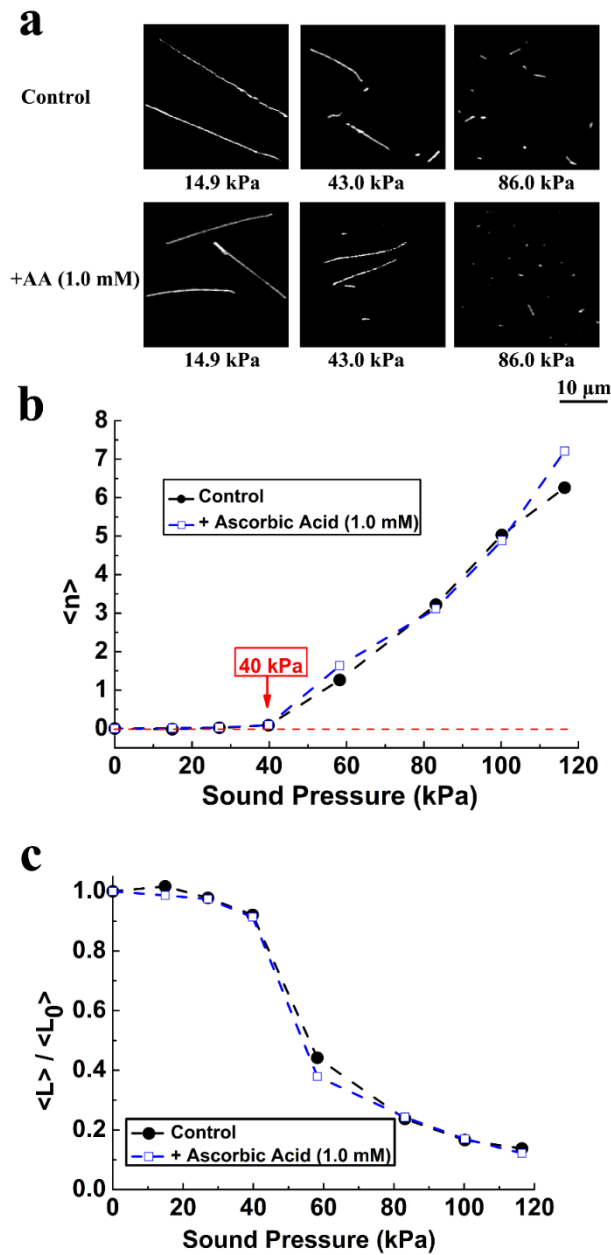 a
Control
14.9 kPa 43.0 kPa 86.0 kPa
+AA (1.0 mM)
14.9 kPa 43.0 kPa 86.0 kPa
10 μm
b
8
7
6
5
4
3
2
1
0
<n>
Control
+ Ascorbic Acid (1.0 mM)
40 kPa
0 20 40 60 80 100 120
Sound Pressure (kPa)
c
1.0
0.8
0.6
0.4
0.2
0.0
<L> / <L0>
Control
+ Ascorbic Acid (1.0 mM)
0 20 40 60 80 100 120
Sound Pressure (kPa)